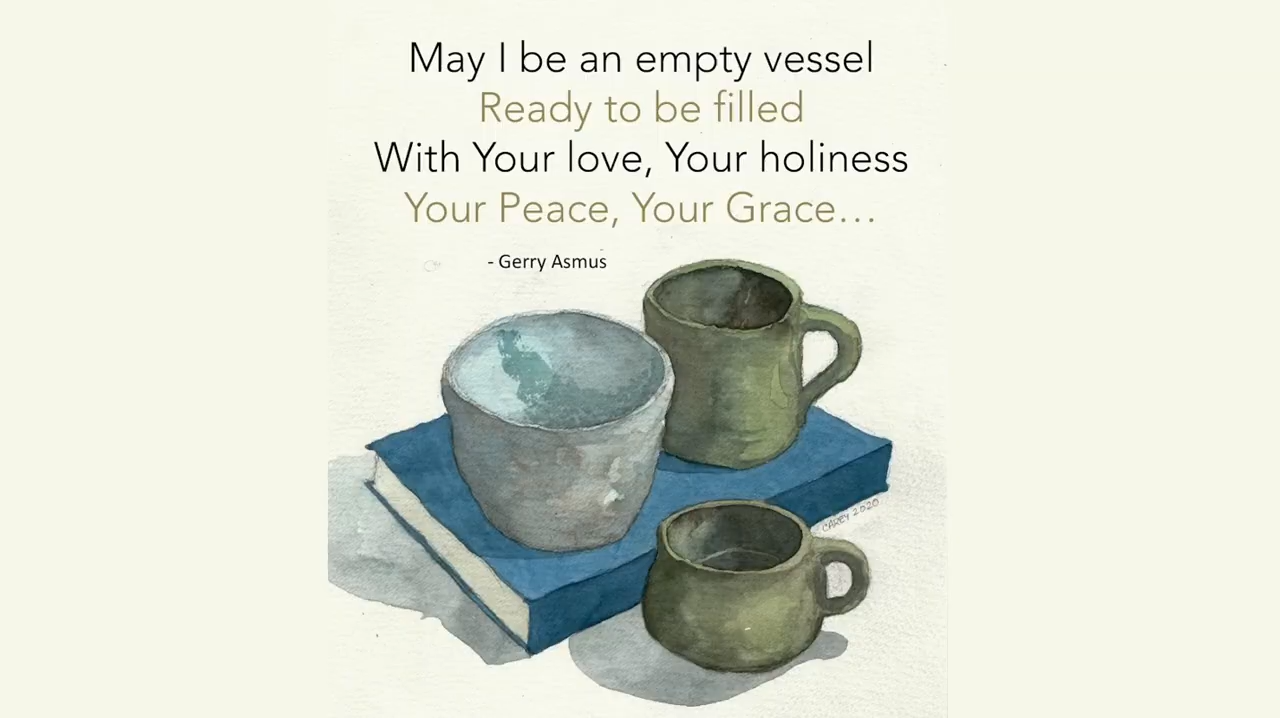 May I be an empty vessel
Ready to be filled
With Your love, Your holiness
Your Peace, Your Grace…
- Gerry Asmus
CAREY 2020